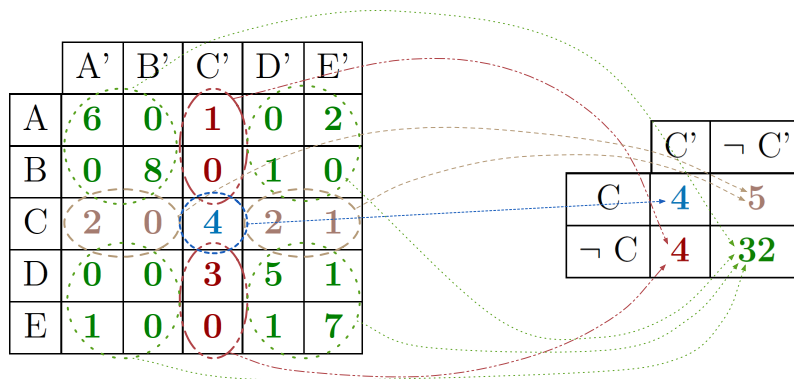 A' B' C' D' E'
A 6 0 1 0 2
B 0 8 0 1 0
C 2 0 4 2 1
D 0 0 3 5 1
E 1 0 0 1 7
C' ¬ C'
C 4 5
¬ C 4 32